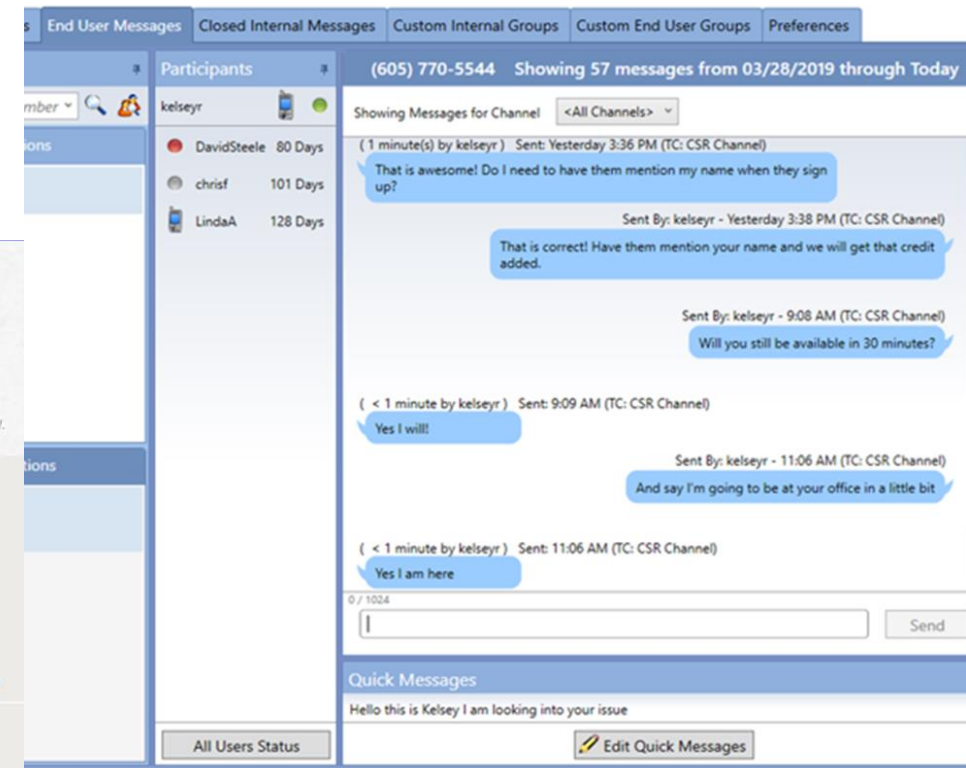 s End User Messages Closed Internal Messages Custom Internal Groups Custom End User Groups Preferences
Participants
(605) 770-5544 Showing 57 messages from 03/28/2019 through Today
mber
kelseyr
Showing Messages for Channel <All Channels>
ons
DavidSteele 80 Days
chrisf 101 Days
LindaA 128 Days
( 1 minute(s) by kelseyr ) Sent: Yesterday 3:36 PM (TC: CSR Channel)
That is awesome! Do I need to have them mention my name when they sign
up?
Sent By: kelseyr - Yesterday 3:38 PM (TC: CSR Channel)
That is correct! Have them mention your name and we will get that credit
added.
Sent By: kelseyr - 9:08 AM (TC: CSR Channel)
Will you still be available in 30 minutes?
( < 1 minute by kelseyr ) Sent: 9:09 AM (TC: CSR Channel)
Yes I will!
tions
Sent By: kelseyr - 11:06 AM (TC: CSR Channel)
And say I'm going to be at your office in a little bit
( < 1 minute by kelseyr ) Sent: 11:06 AM (TC: CSR Channel)
Yes I am here
0 / 1024
Send
Quick Messages
Hello this is Kelsey I am looking into your issue
All Users Status
Edit Quick Messages